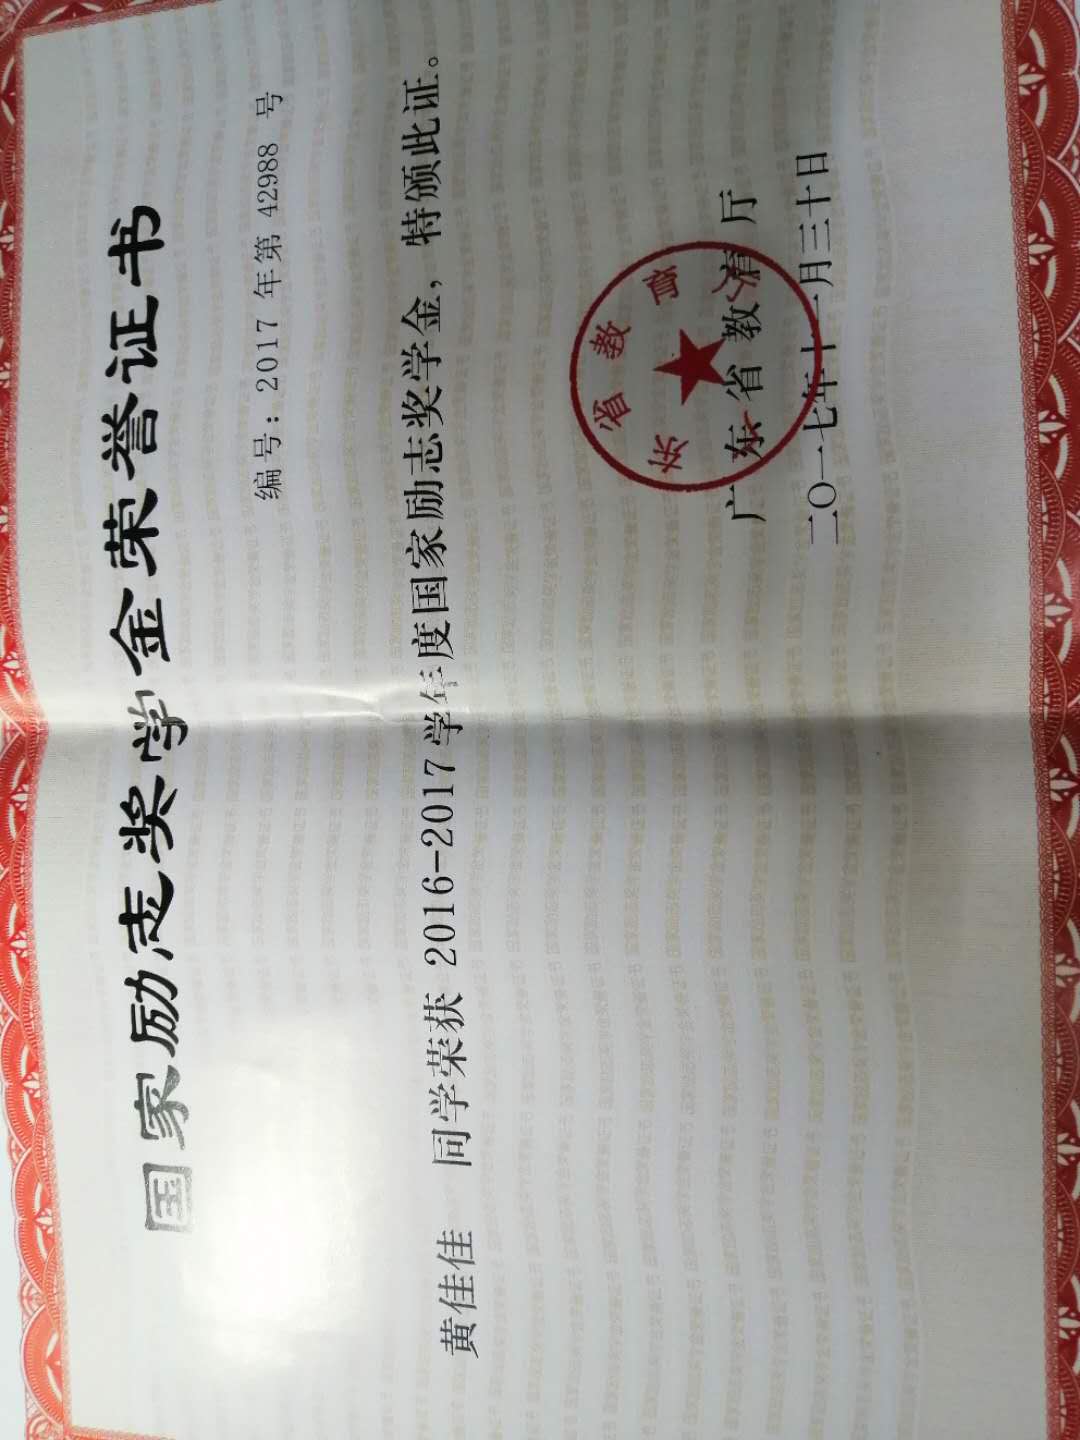 国家励志奖学金荣誉证书
编号:2017 年第 42988 号
黄佳佳 同学荣获 2016-2017 学年度国家励志奖学金，特颁此证。
广东省教育厅
二〇一七年十一月三十日
东省教育